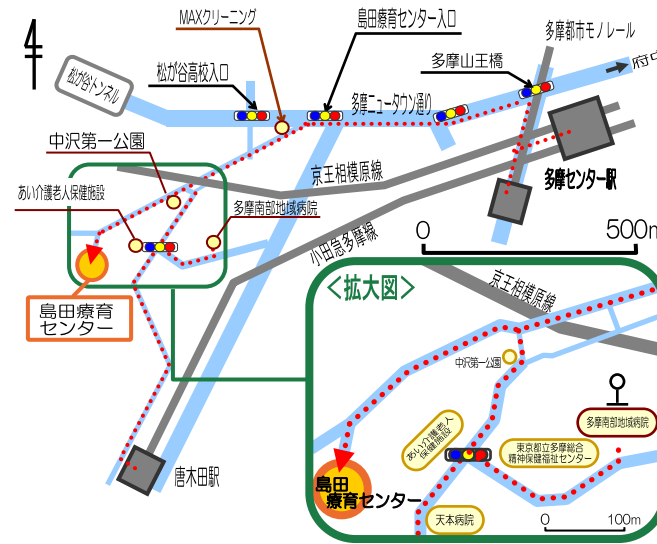 MAXクリーニング
島田療育センター入口
多摩都市モノレール
松が谷トンネル
松が谷高校入口
多摩山王橋
府中
多摩ニュータウン通り
中沢第一公園
京王相模原線
多摩センター駅
あい介護老人保健施設
多摩南部地域病院
小田急多摩線
0
500m
島田療育
センター
唐木田駅
<拡大図>
京王相模原線
中沢第一公園
多摩南部地域病院
あい介護老人
保健施設
東京都立多摩総合
精神保健福祉センター
島田
療育センター
天本病院
0
100m